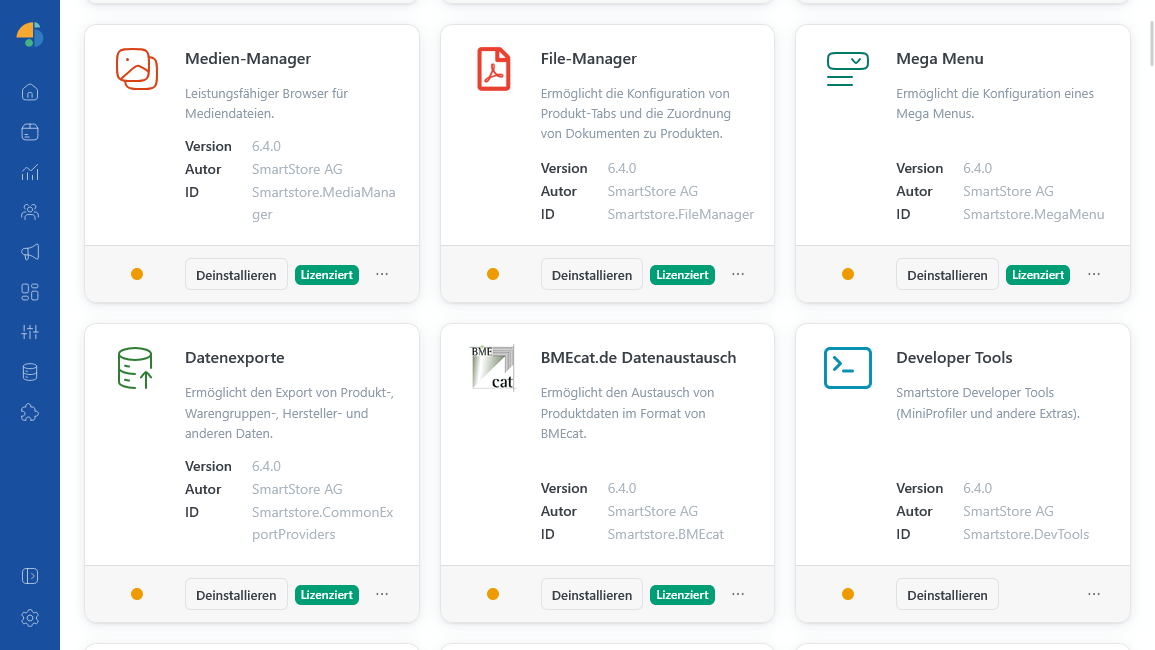 Medien-Manager
Leistungsfähiger Browser für
Mediendateien.
Version 6.4.0
Autor SmartStore AG
ID Smartstore.MediaMana
ger
Deinstallieren Lizenziert ...
File-Manager
Ermöglicht die Konfiguration von
Produkt-Tabs und die Zuordnung
von Dokumenten zu Produkten.
Version 6.4.0
Autor SmartStore AG
ID Smartstore.FileManager
Deinstallieren Lizenziert ...
Mega Menu
Ermöglicht die Konfiguration eines
Mega Menus.
Version 6.4.0
Autor SmartStore AG
ID Smartstore.MegaMenu
Deinstallieren Lizenziert ...
Datenexporte
Ermöglicht den Export von Produkt-,
Warengruppen-, Hersteller- und
anderen Daten.
Version 6.4.0
Autor SmartStore AG
ID Smartstore.CommonEx
portProviders
Deinstallieren Lizenziert ...
BME
cat
BMEcat.de Datenaustausch
Ermöglicht den Austausch von
Produktdaten im Format von
BMEcat.
Version 6.4.0
Autor SmartStore AG
ID Smartstore.BMEcat
Deinstallieren Lizenziert ...
Developer Tools
Smartstore Developer Tools
(MiniProfiler und andere Extras).
Version 6.4.0
Autor SmartStore AG
ID Smartstore.DevTools
Deinstallieren ...